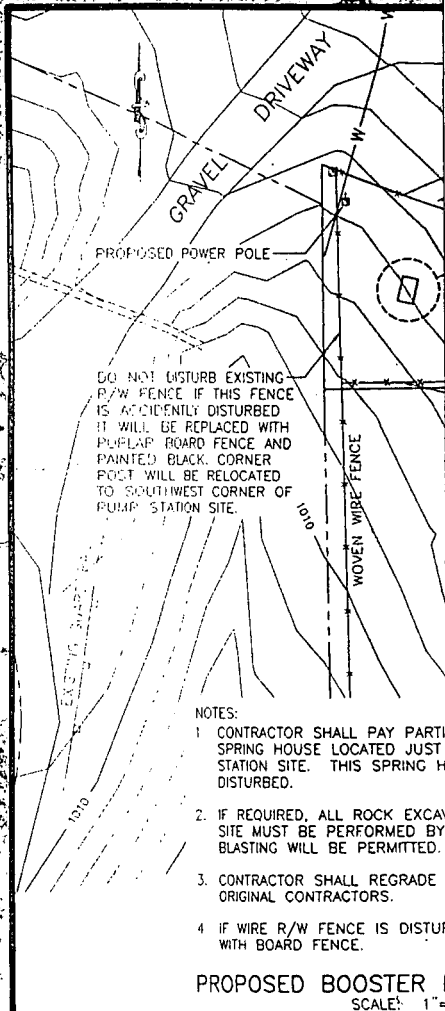 GRAVEL DRIVEWAY
W
W
PROPOSED POWER POLE
DO NOT DISTURB EXISTING
R/W FENCE IF THIS FENCE
IS ACCIDENTLY DISTURBED
IT WILL BE REPLACED WITH
POPLAR BOARD FENCE AND
PAINTED BLACK. CORNER
POST WILL BE RELOCATED
TO SOUTHWEST CORNER OF
PUMP STATION SITE.
WOVEN WIRE FENCE
1010
EXISTING BOARD
1010
NOTES:
1 CONTRACTOR SHALL PAY PARTI
SPRING HOUSE LOCATED JUST
STATION SITE. THIS SPRING H
DISTURBED.
2. IF REQUIRED, ALL ROCK EXCAV
SITE MUST BE PERFORMED BY
BLASTING WILL BE PERMITTED.
3. CONTRACTOR SHALL REGRADE
ORIGINAL CONTRACTORS.
4 IF WIRE R/W FENCE IS DISTUR
WITH BOARD FENCE.
PROPOSED BOOSTER
SCALE: 1"=